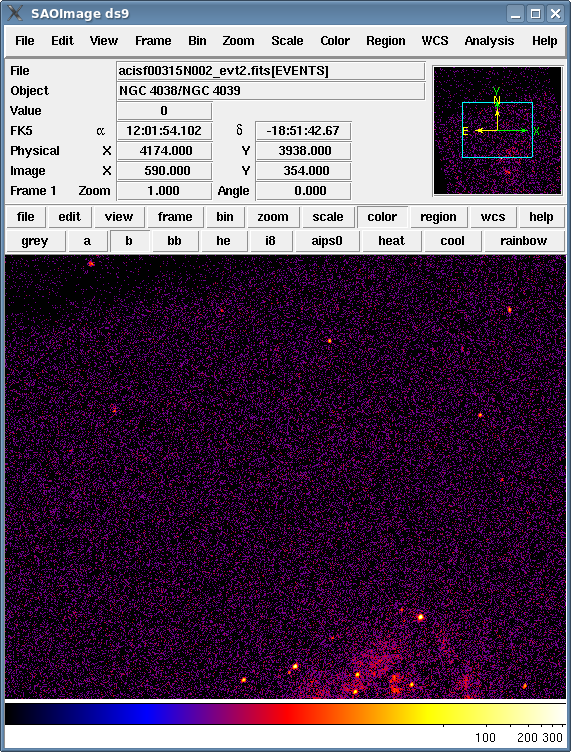 SAOImage ds9
File Edit View Frame Bin Zoom Scale Color Region WCS Analysis Help
File acisf00315N002_evt2.fits[EVENTS]
Object NGC 4038/NGC 4039
Value 0
FK5 α 12:01:54.102 δ -18:51:42.67
Physical X 4174.000 Y 3938.000
Image X 590.000 Y 354.000
Frame 1 Zoom 1.000 Angle 0.000
Y
N
E X
file edit view frame bin zoom scale color region wcs help
grey a b bb he i8 aips0 heat cool rainbow
100 200 300